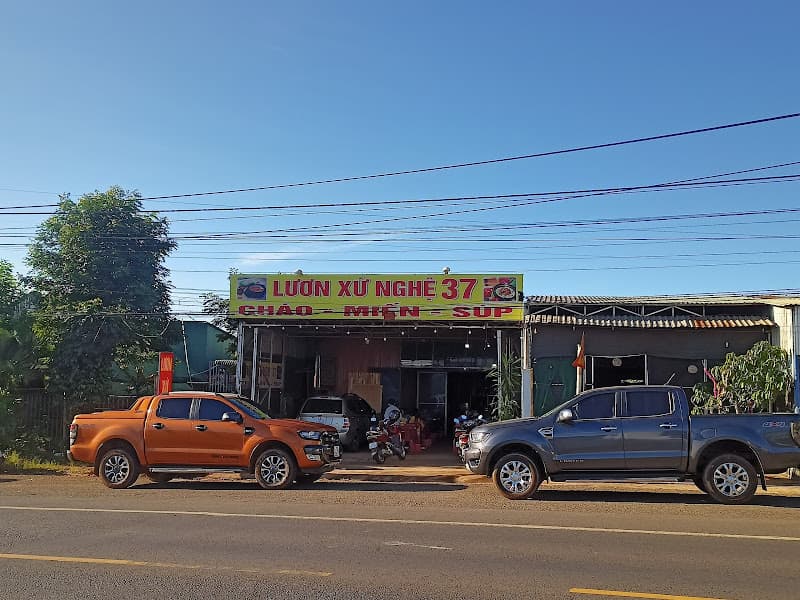 LƯƠN XỨ NGHỆ 37
CHÁO - MIẾN - SÚP